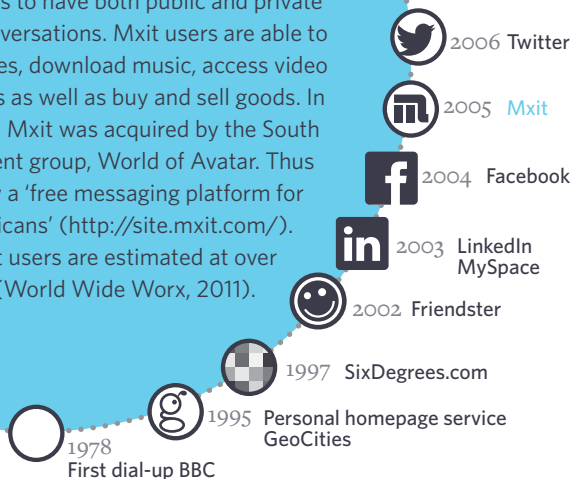 s to have both public and private
versations. Mxit users are able to
es, download music, access video
s as well as buy and sell goods. In
Mxit was acquired by the South
ent group, World of Avatar. Thus
a 'free messaging platform for
icans' (http://site.mxit.com/).
users are estimated at over
(World Wide Worx, 2011).
2006 Twitter
2005 Mxit
2004 Facebook
2003 LinkedIn
MySpace
2002 Friendster
1997 SixDegrees.com
1995 Personal homepage service
GeoCities
1978
First dial-up BBC